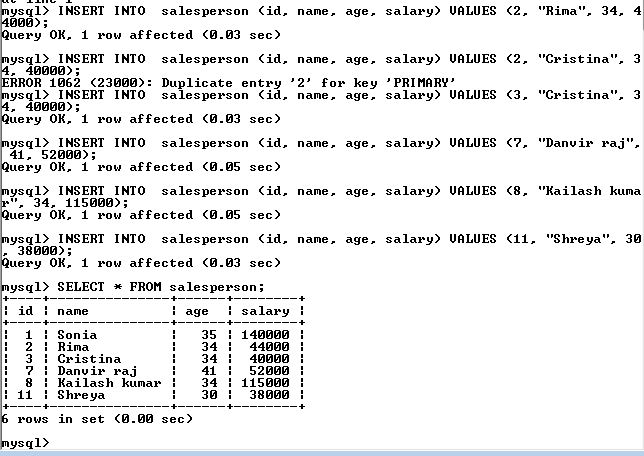 mysql> INSERT INTO  salesperson (id, name, age, salary) VALUES (2, "Rima", 34, 4
4000);
Query OK, 1 row affected (0.03 sec)
mysql> INSERT INTO  salesperson (id, name, age, salary) VALUES (2, "Cristina", 3
4, 40000);
ERROR 1062 (23000): Duplicate entry '2' for key 'PRIMARY'
mysql> INSERT INTO  salesperson (id, name, age, salary) VALUES (3, "Cristina", 3
4, 40000);
Query OK, 1 row affected (0.03 sec)
mysql> INSERT INTO  salesperson (id, name, age, salary) VALUES (7, "Danvir raj",
 41, 52000);
Query OK, 1 row affected (0.05 sec)
mysql> INSERT INTO  salesperson (id, name, age, salary) VALUES (8, "Kailash kuma
r", 34, 115000);
Query OK, 1 row affected (0.05 sec)
mysql> INSERT INTO  salesperson (id, name, age, salary) VALUES (11, "Shreya", 30
, 38000);
Query OK, 1 row affected (0.03 sec)
mysql> SELECT * FROM salesperson;
+----+---------------+------+--------+
| id | name          | age  | salary |
+----+---------------+------+--------+
|  1 | Sonia         |   35 | 140000 |
|  2 | Rima          |   34 |  44000 |
|  3 | Cristina      |   34 |  40000 |
|  7 | Danvir raj    |   41 |  52000 |
|  8 | Kailash kumar |   34 | 115000 |
| 11 | Shreya        |   30 |  38000 |
+----+---------------+------+--------+
6 rows in set (0.00 sec)
mysql>